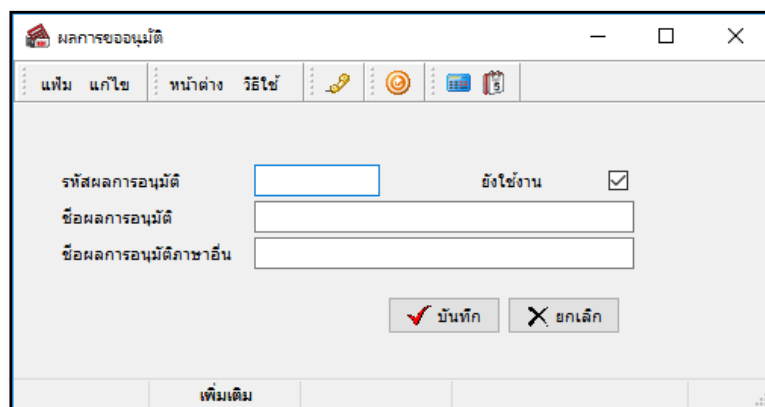 ผลการขออนุมัติ
แฟ้ม แก้ไข หน้าต่าง วิธีใช้ 5
รหัสผลการอนุมัติ ยังใช้งาน
ชื่อผลการอนุมัติ
ชื่อผลการอนุมัติภาษาอื่น
บันทึก ยกเลิก
เพิ่มเติม